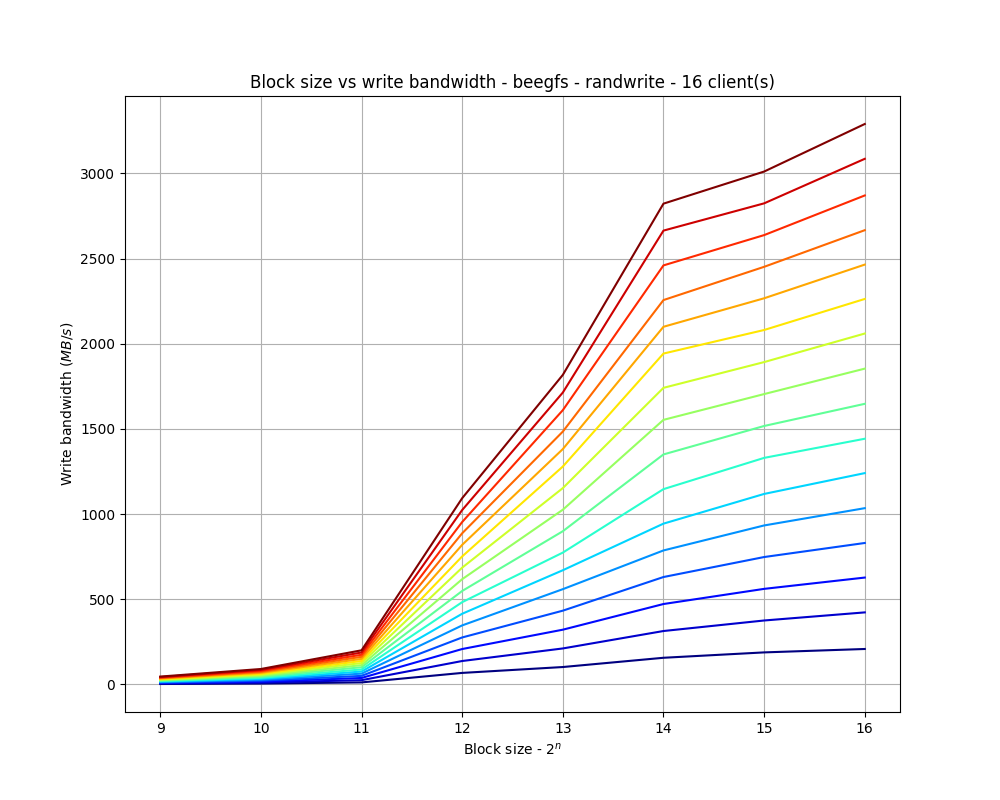 Block size vs write bandwidth - beegfs - randwrite - 16 client(s)
3000
2500
2000
1500
1000
500
0
Write bandwidth (MB/s)
9 10 11 12 13 14 15 16
Block size - 2^n